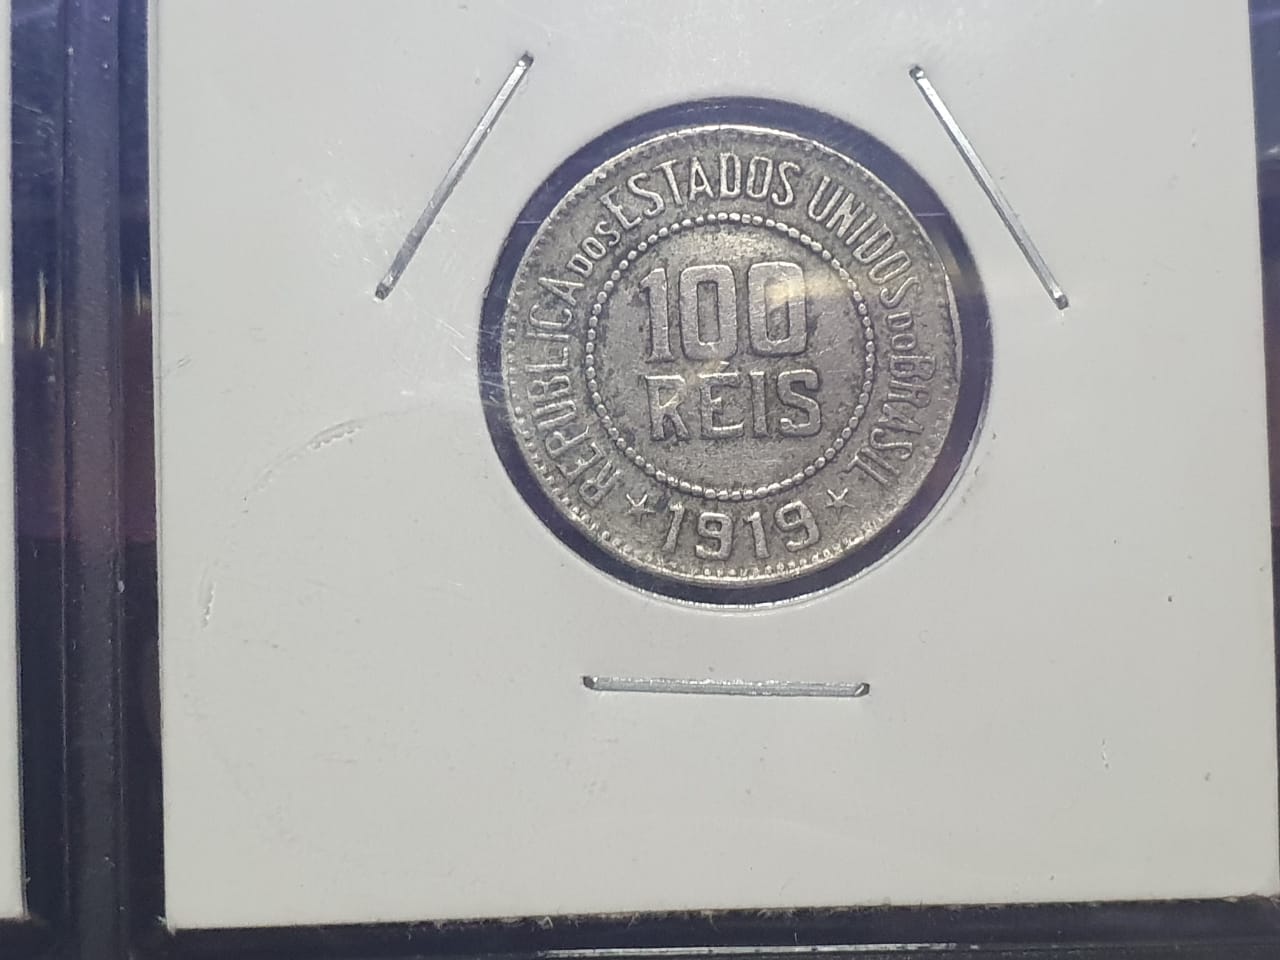 REPUBLICA DOS ESTADOS UNIDOS DO BRASIL
100
RÉIS
★ 1919 ★